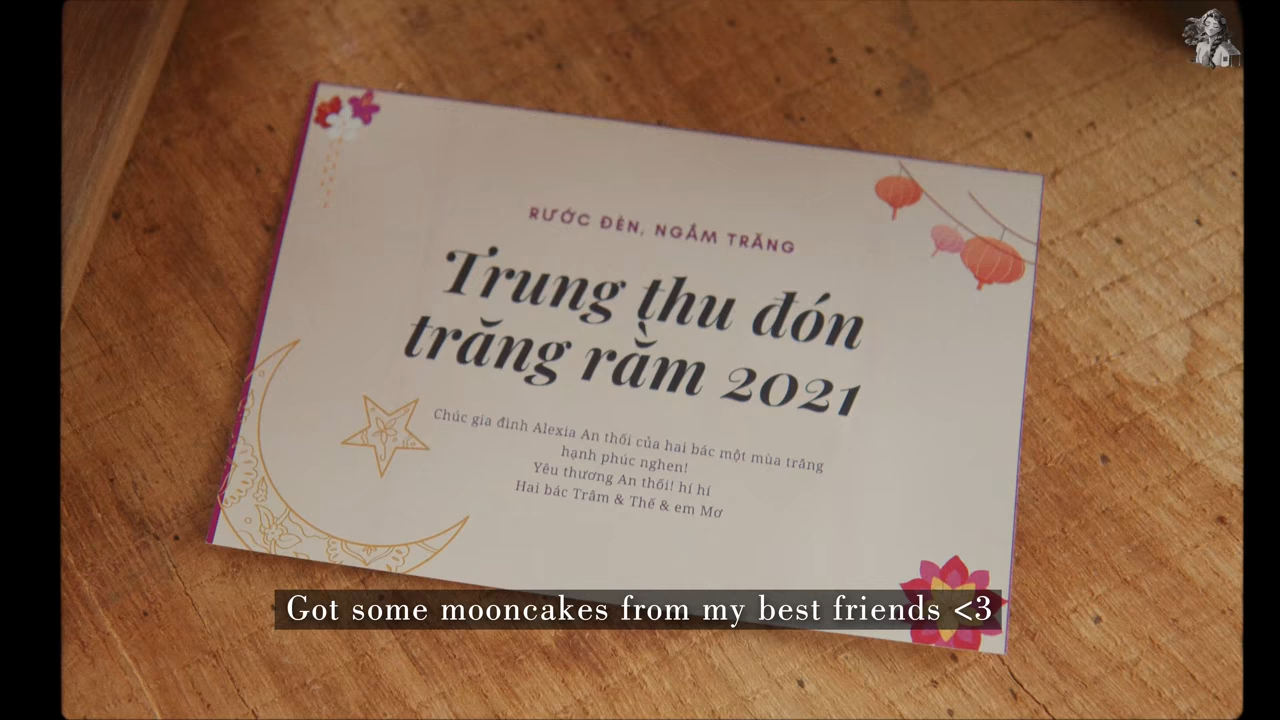 RƯỚC ĐÈN, NGẮM TRĂNG
Trung thu đón
trăng rằm 2021
Chúc gia đình Alexia An thối của hai bác một mùa trăng
hạnh phúc nghen!
Yêu thương An thối! hí hí
Hai bác Trâm & Thế & em Mơ
Got some mooncakes from my best friends <3